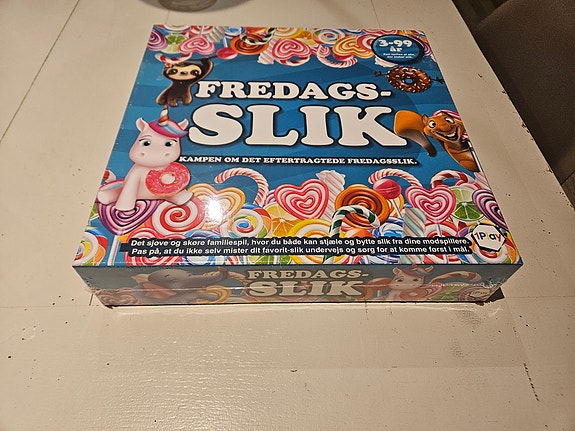 3-99
år
FREDAGS-
SLIK
KAMPEN OM DET EFTERTRAGTEDE FREDAGSSLIK.
Det sjove og skøre familiespil, hvor du både kan stjæle og bytte slik fra dine modspillere.
Pas på, at du ikke selv mister dit favorit-slik undervejs og sørg for at komme først i mål.
1Play
FREDAGS-
SLIK